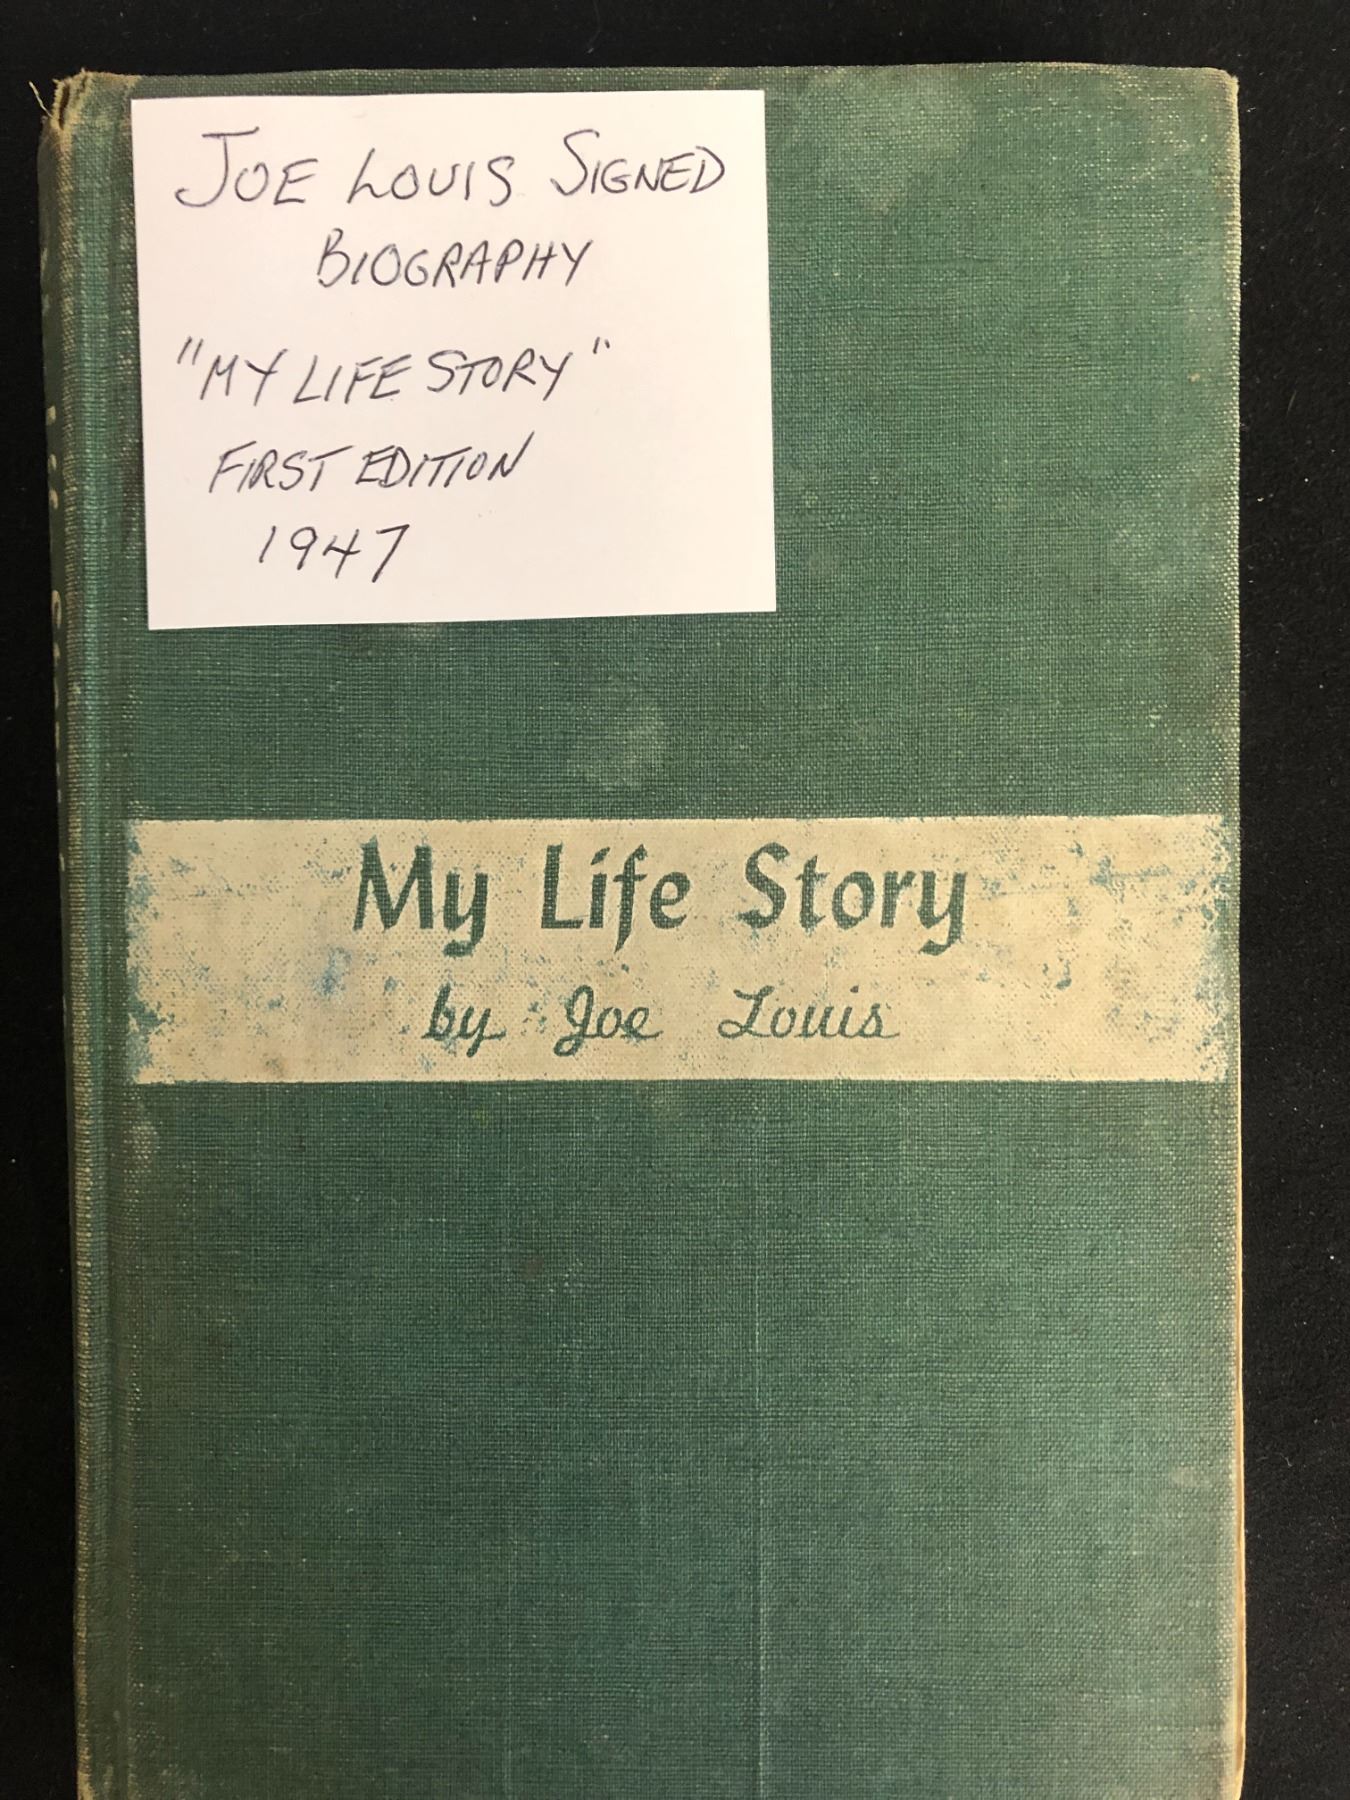 JOE LOUIS SIGNED
BIOGRAPHY
"MY LIFE STORY"
FIRST EDITION
1947
My Life Story
by Joe Louis